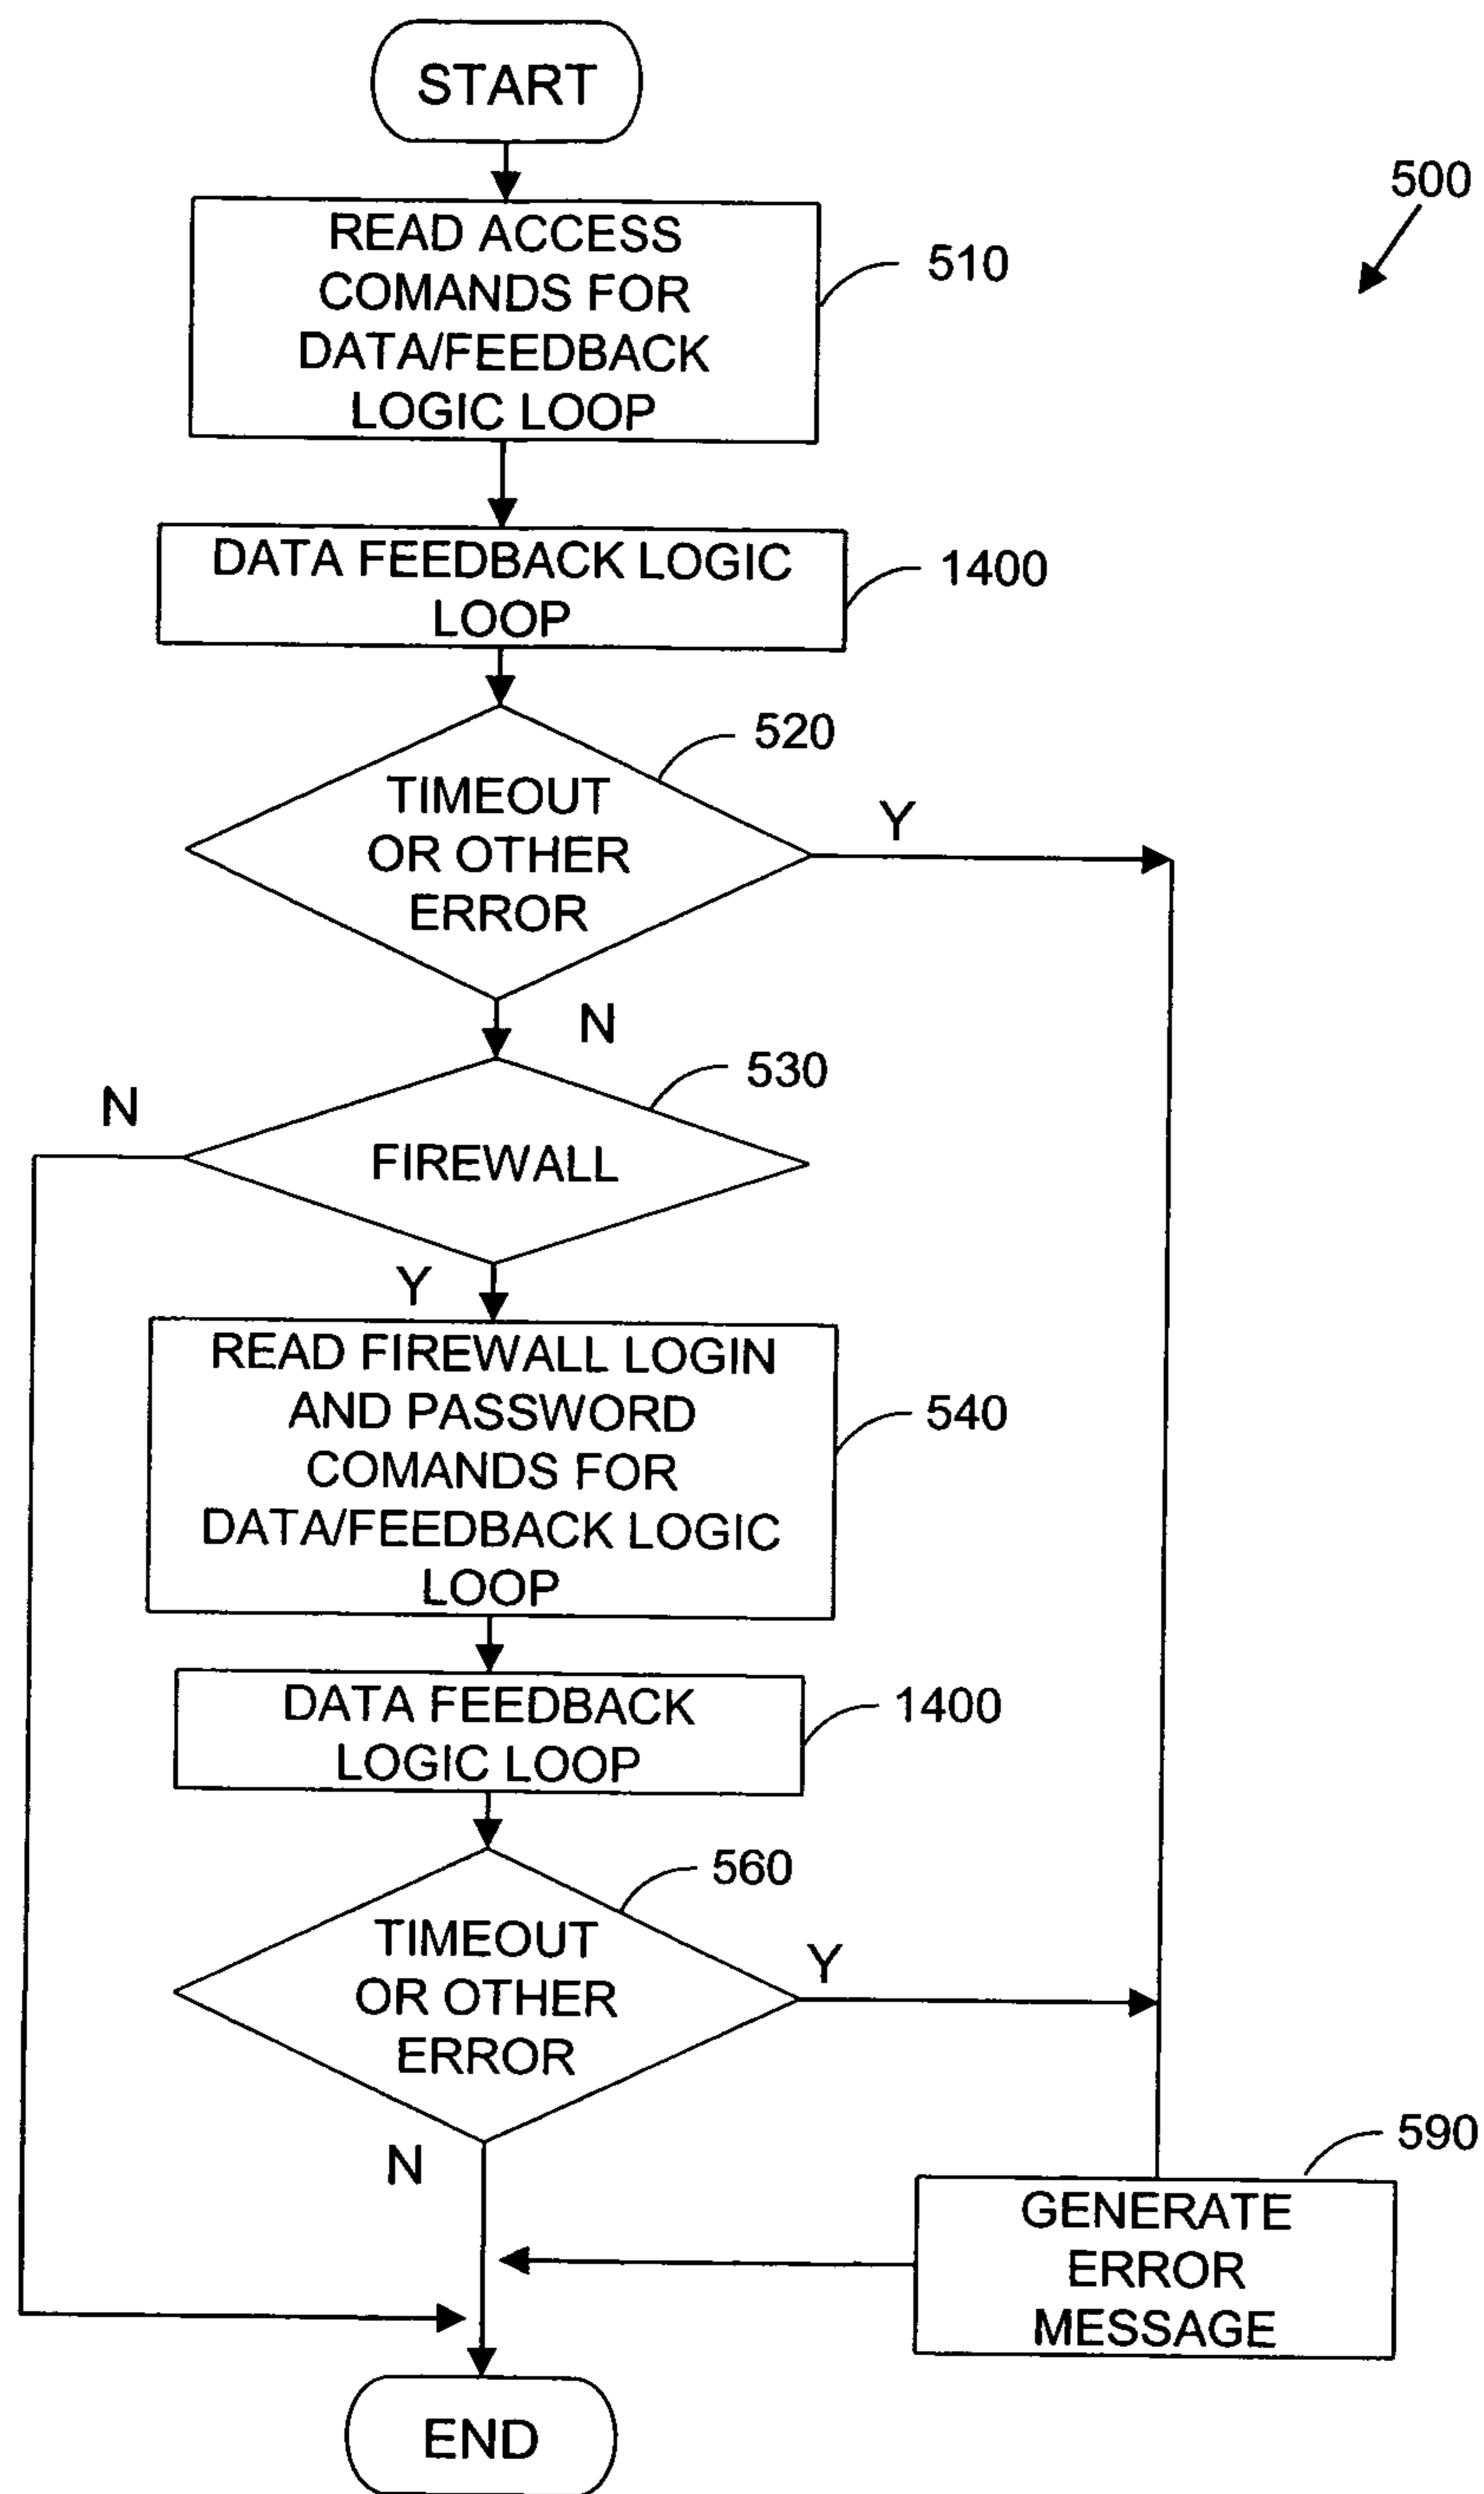 START
500
READ ACCESS
COMANDS FOR
DATA/FEEDBACK
LOGIC LOOP
510
DATA FEEDBACK LOGIC
LOOP
1400
520
TIMEOUT
OR OTHER
ERROR
Y
N
530
N
FIREWALL
Y
READ FIREWALL LOGIN
AND PASSWORD
COMANDS FOR
DATA/FEEDBACK LOGIC
LOOP
540
DATA FEEDBACK
LOGIC LOOP
1400
560
TIMEOUT
OR OTHER
ERROR
Y
N
590
GENERATE
ERROR
MESSAGE
END